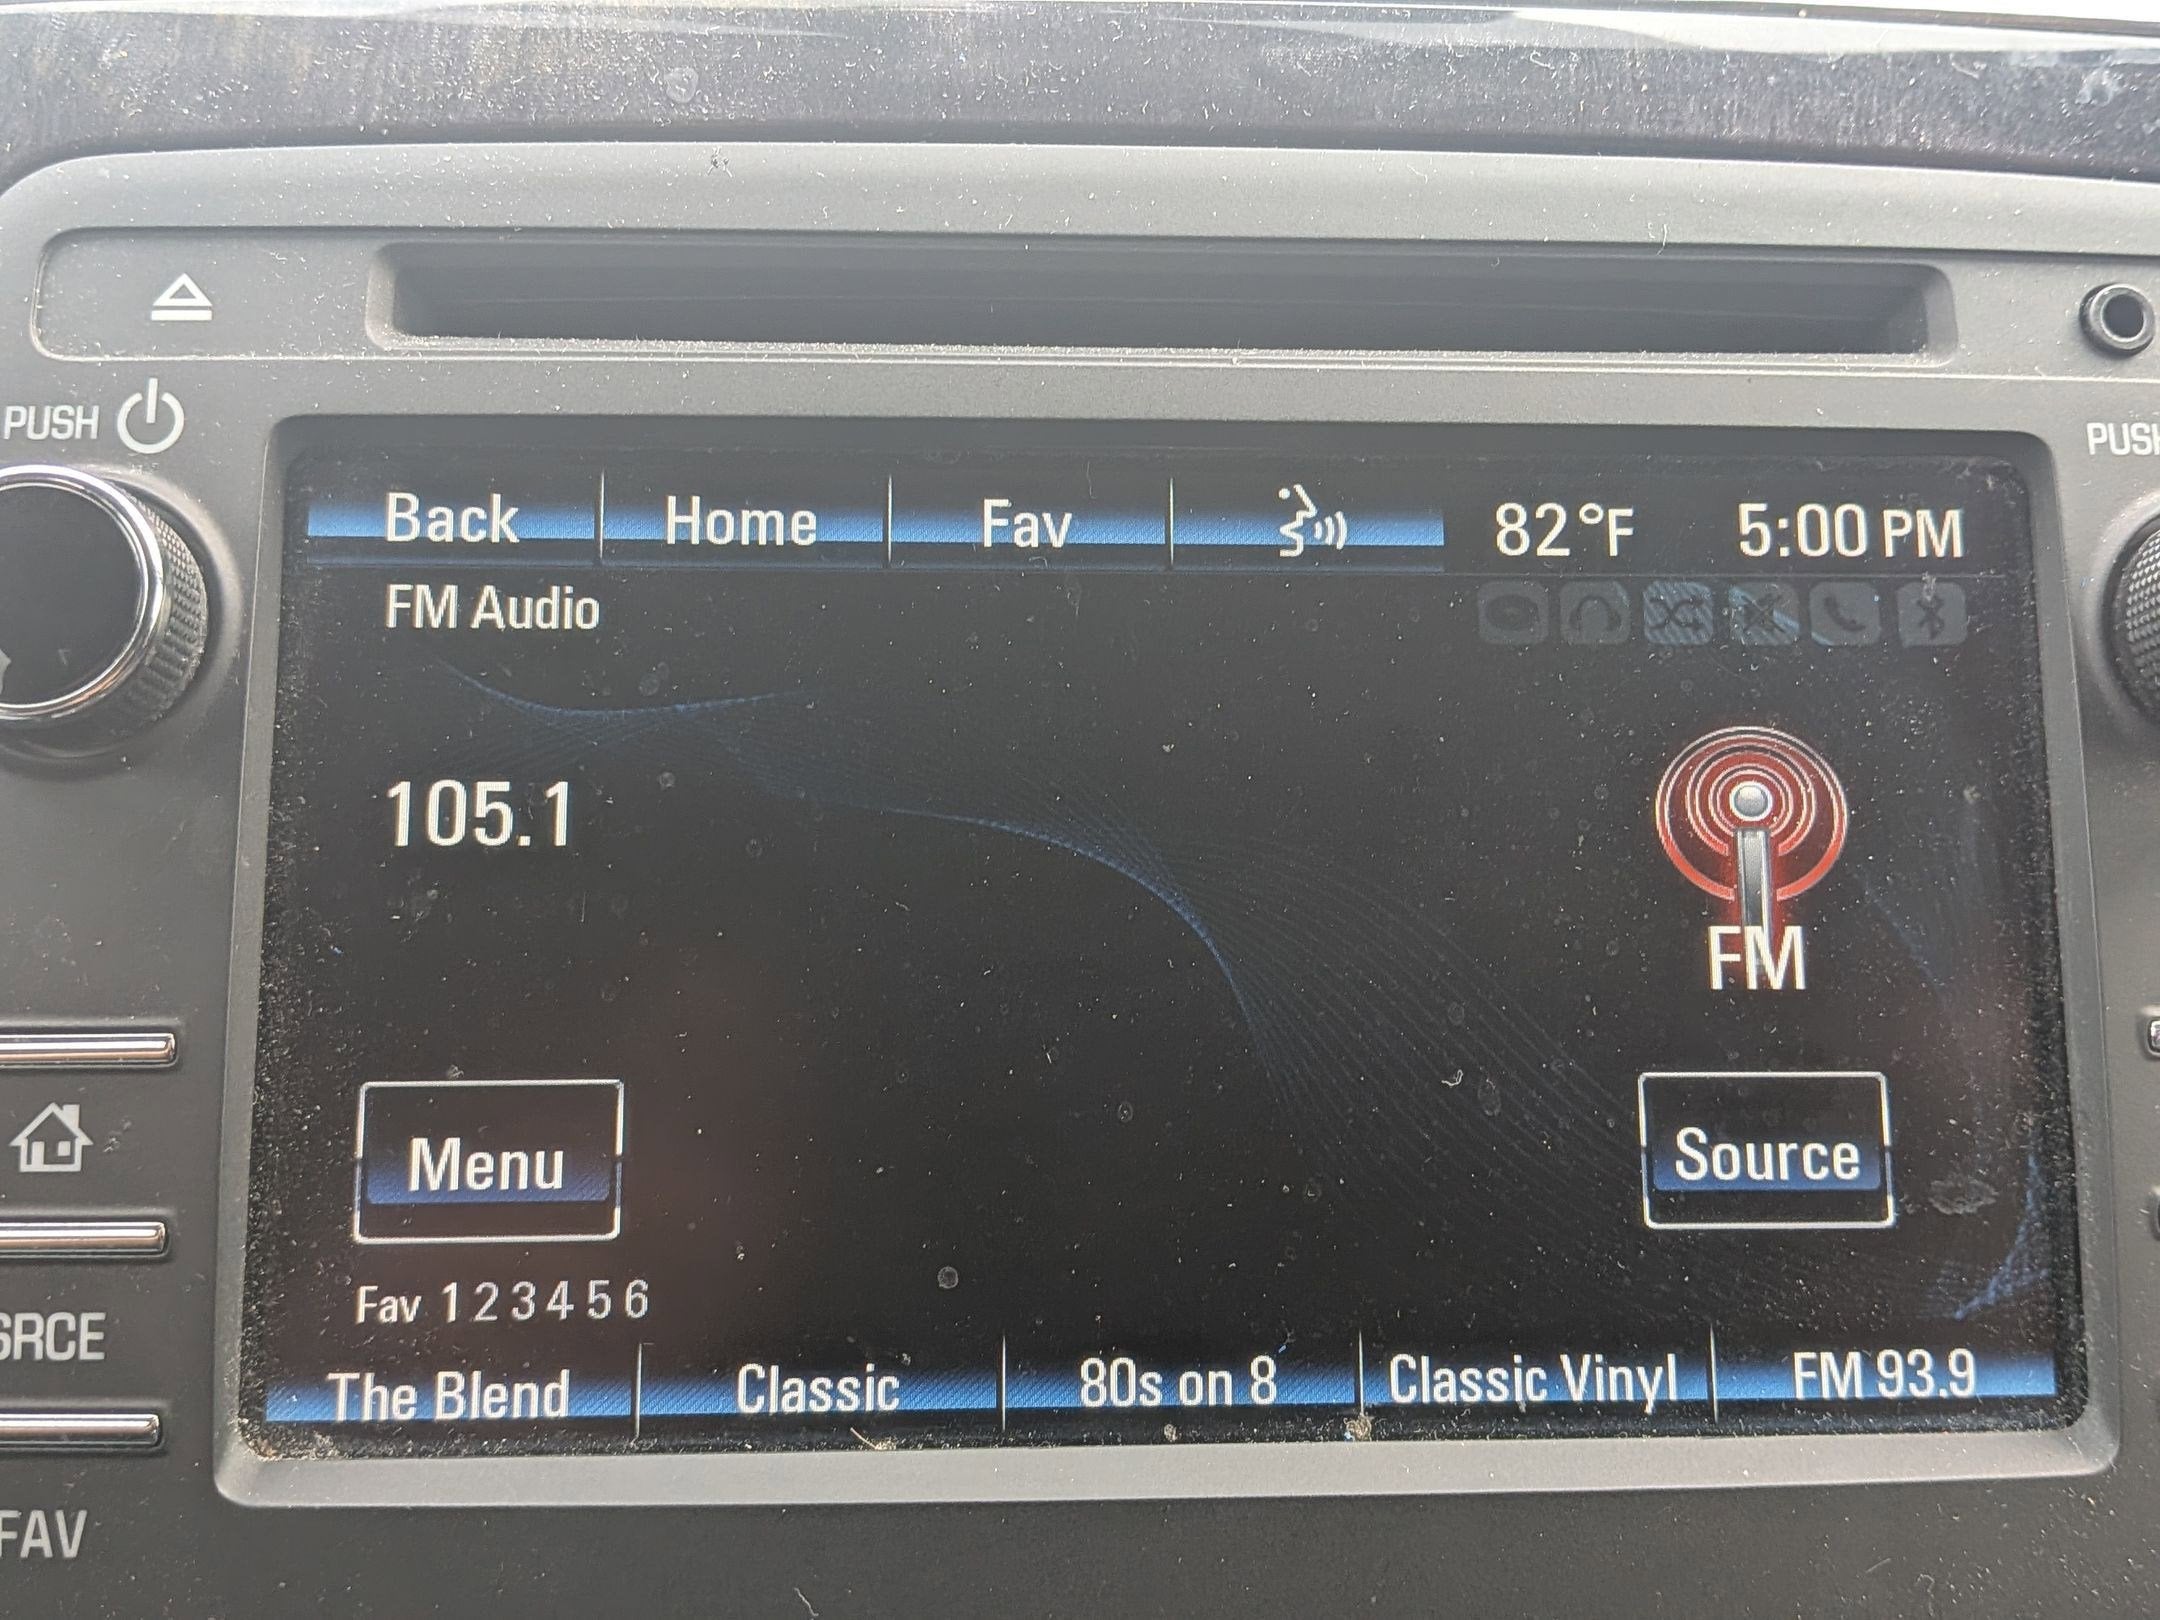 PUSH
PUSH
Back Home Fav 82°F 5:00 PM
FM Audio
105.1
FM
Menu Source
Fav 1 2 3 4 5 6
SRCE
The Blend Classic 80s on 8 Classic Vinyl FM 93.9
FAV